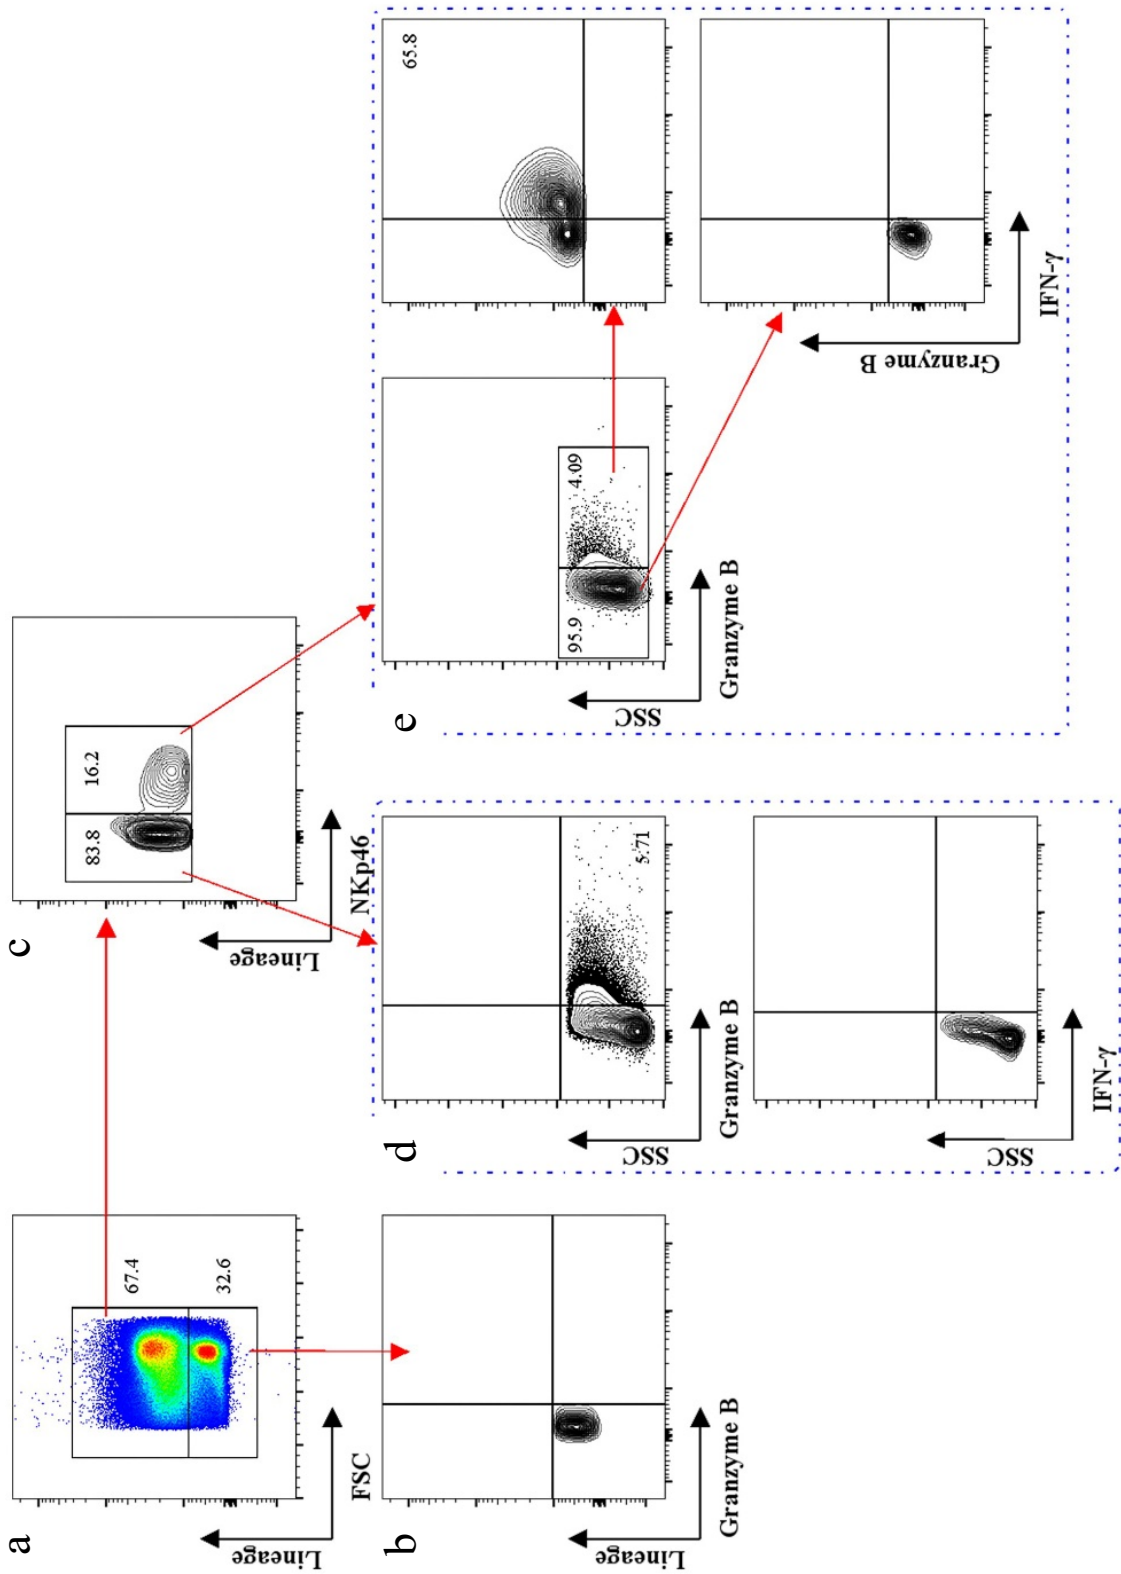 a
67.4
32.6
Lineage
FSC
b
Lineage
Granzyme B
c
83.8
16.2
Lineage
NKp46
d
5.71
SSC
Granzyme B
SSC
IFN-γ
e
95.9
4.09
SSC
Granzyme B
65.8
Granzyme B
IFN-γ